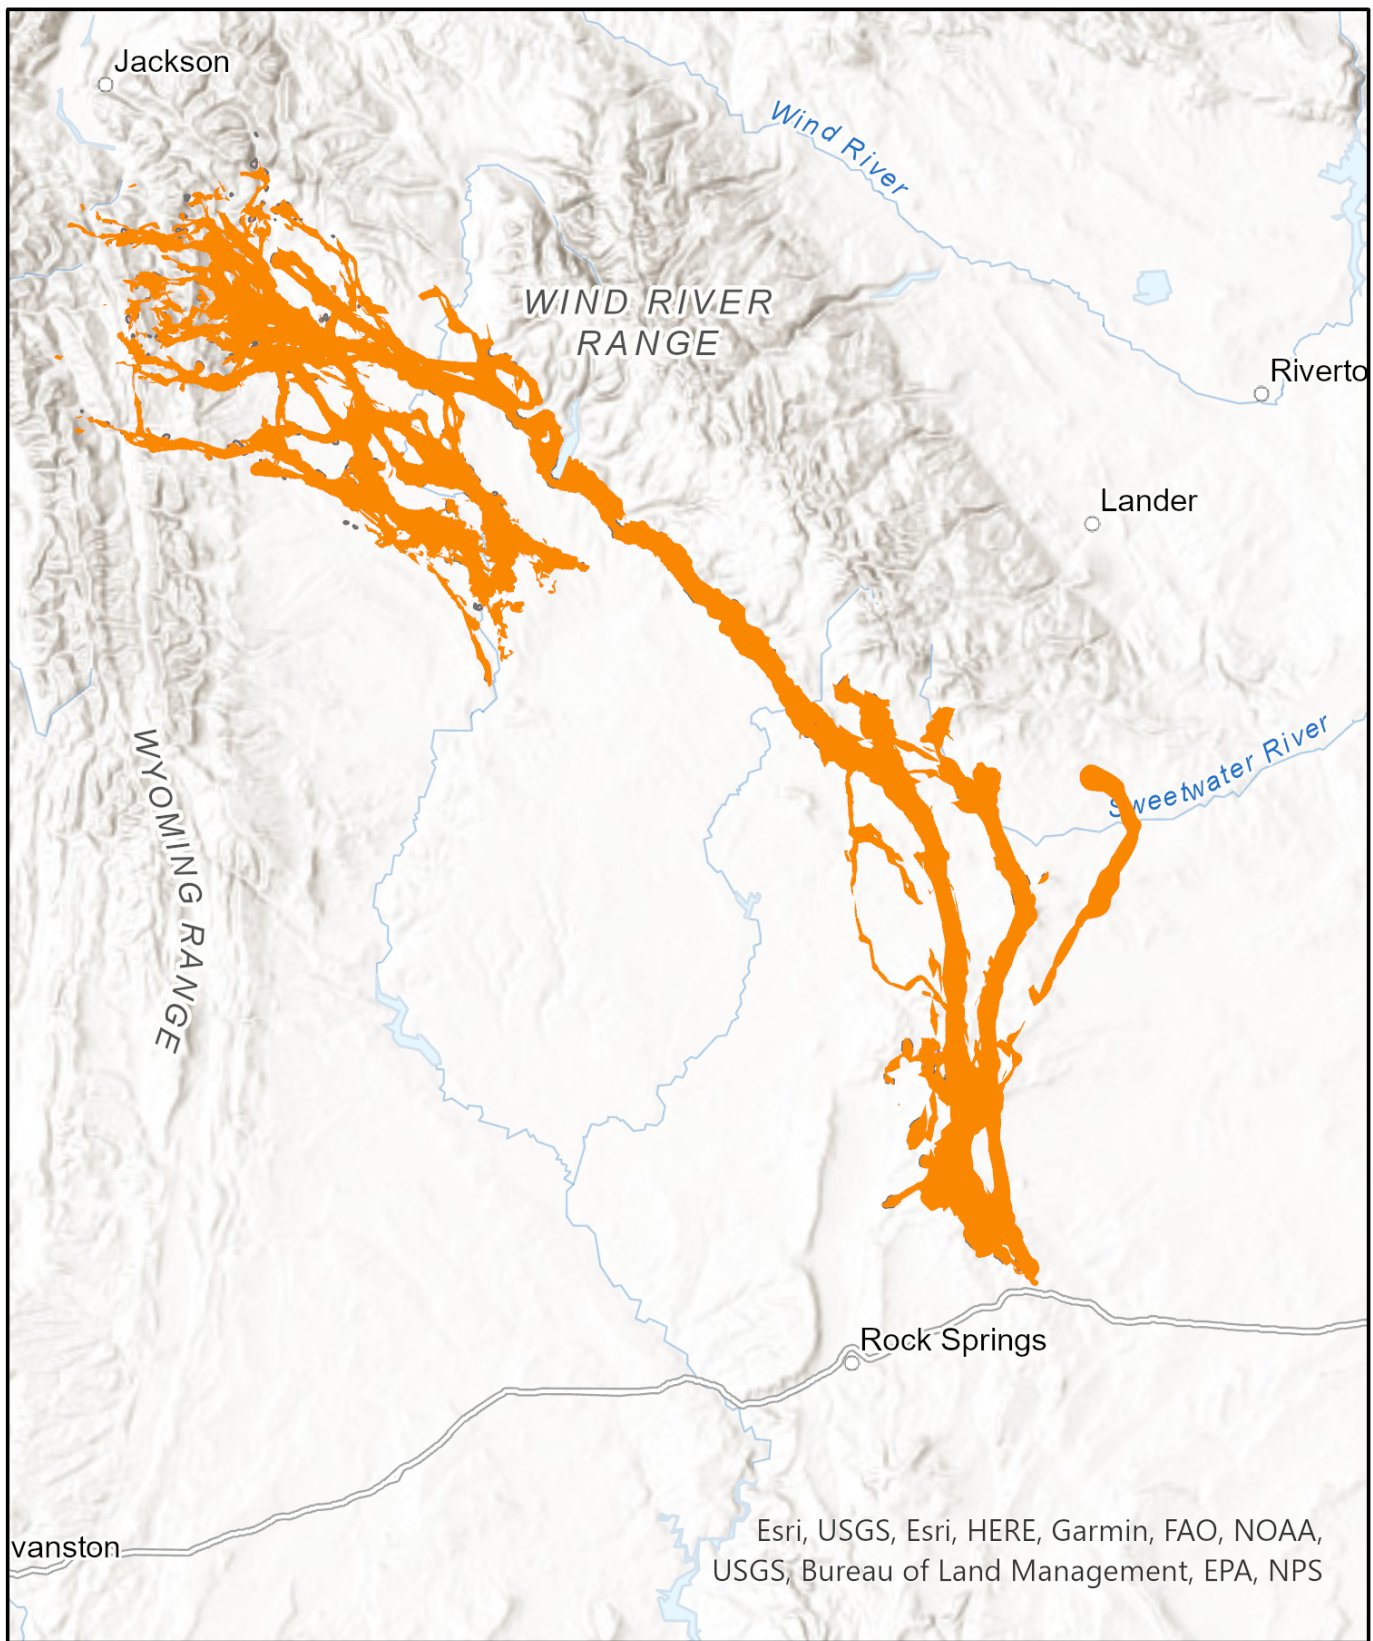 Jackson
Wind River
WIND RIVER
RANGE
Riverto
Lander
Sweetwater River
WYOMING RANGE
Rock Springs
vanston
Esri, USGS, Esri, HERE, Garmin, FAO, NOAA,
USGS, Bureau of Land Management, EPA, NPS